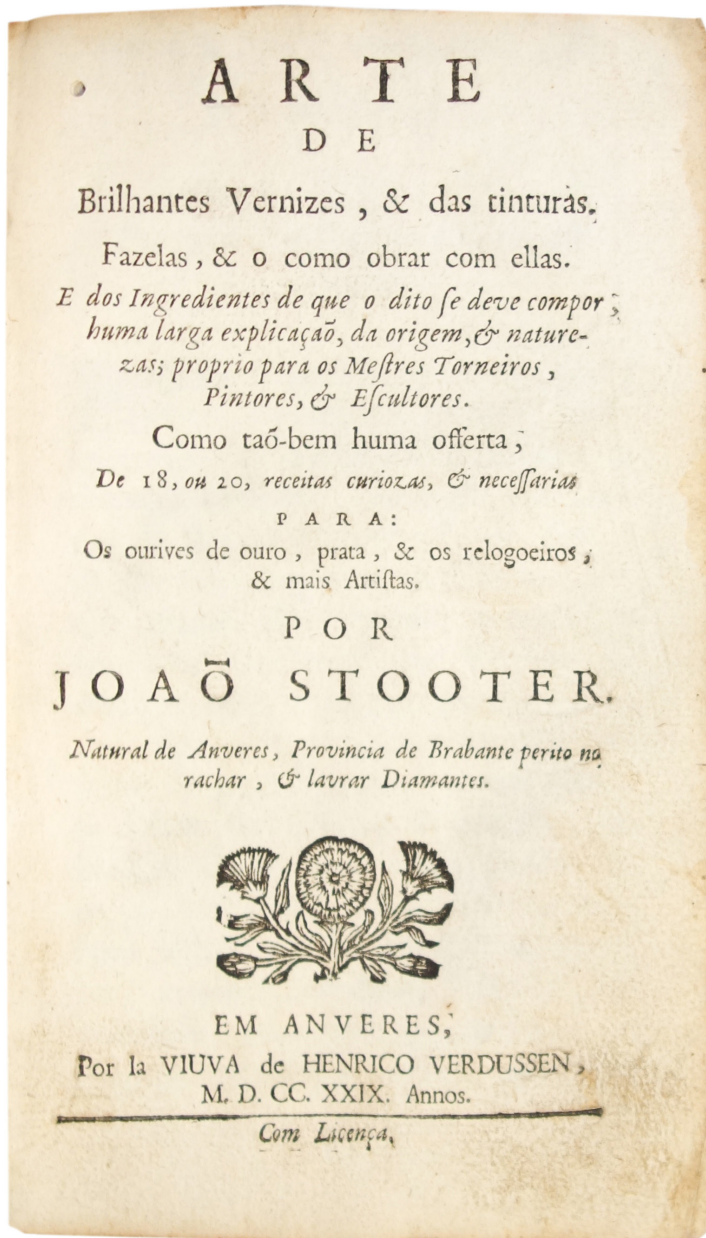 ARTE
DE
Brilhantes Vernizes, & das tinturàs.
Fazelas, & o como obrar com ellas.
E dos Ingredientes de que o dito ſe deve compor;
huma larga explicaçaõ, da origem, & nature-
zas; proprio para os Meſtres Torneiros,
Pintores, & Eſcultores.
Como taõ-bem huma offerta;
De 18, ou 20, receitas curiozas, & neceſſarias
PARA:
Os ourives de ouro, prata, & os relogoeiros;
& mais Artiſtas.
POR
JOAÕ STOOTER.
Natural de Anveres, Provincia de Brabante perito no
rachar, & lavrar Diamantes.
EM ANVERES;
Por la VIUVA de HENRICO VERDUSSEN,
M. D. CC. XXIX. Annos.
Com Licença.